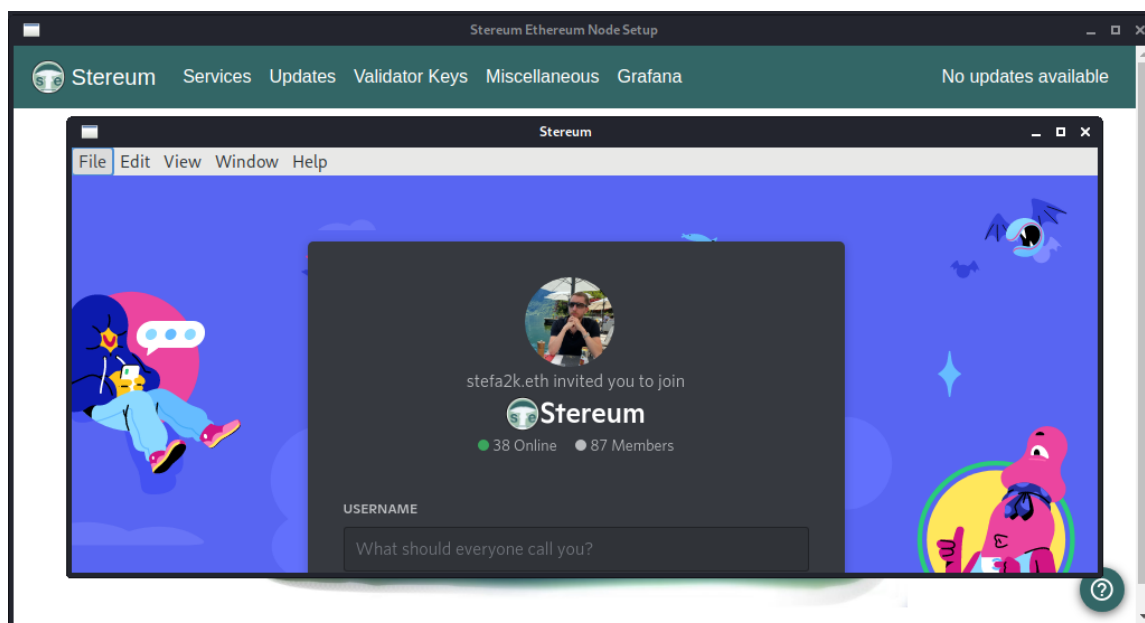 Stereum Ethereum Node Setup
Stereum Services Updates Validator Keys Miscellaneous Grafana No updates available
Stereum
File Edit View Window Help
stefa2k.eth invited you to join
Stereum
38 Online 87 Members
USERNAME
What should everyone call you?